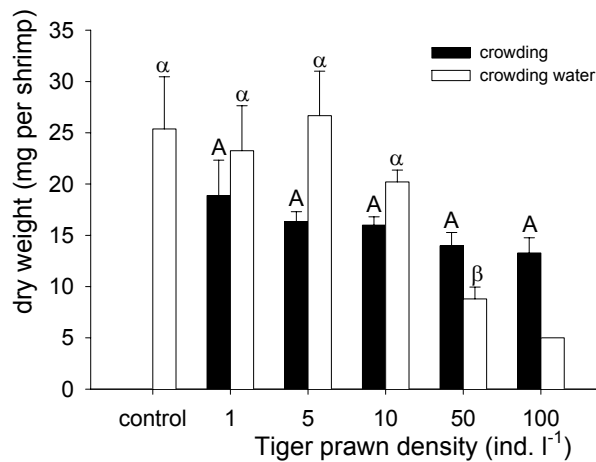 35
30
25
20
15
10
5
0
dry weight (mg per shrimp)
crowding
crowding water
α
A
α
A
α
A
α
A
β
A
control 1 5 10 50 100
Tiger prawn density (ind. l⁻¹)